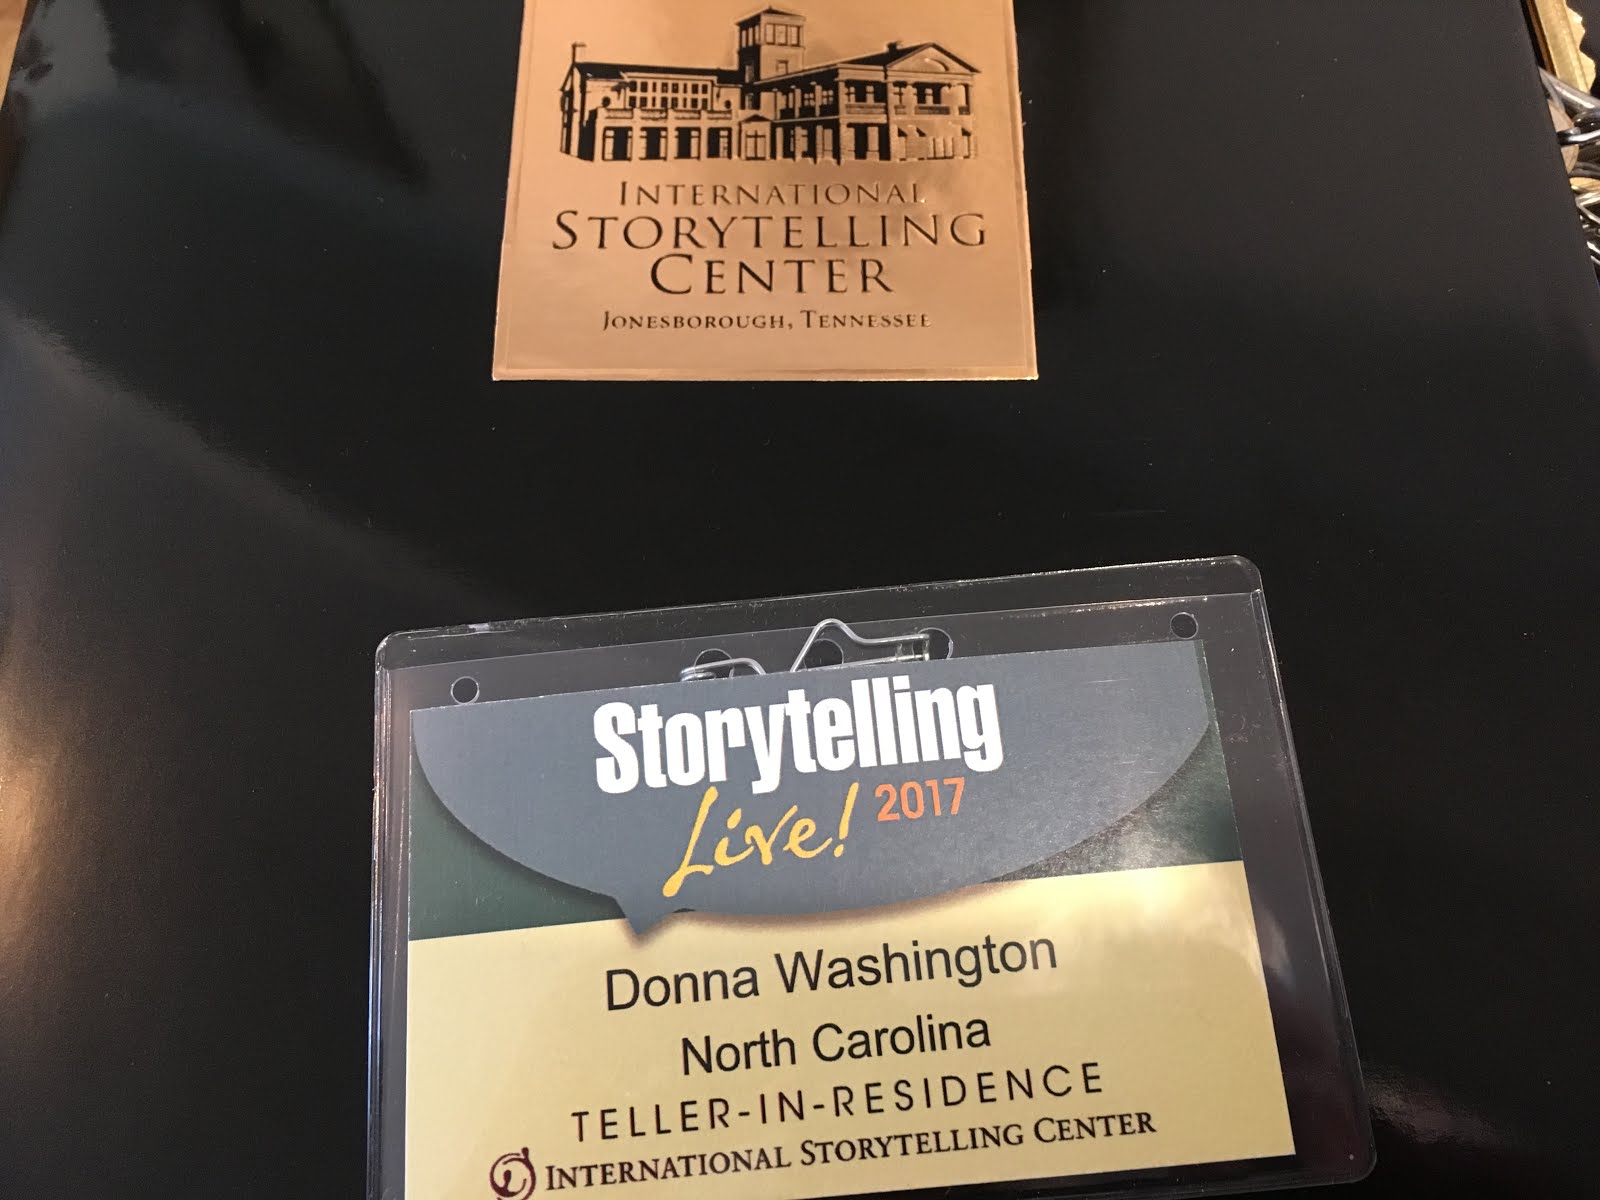 INTERNATIONAL
STORYTELLING
CENTER
JONESBOROUGH, TENNESSEE
Storytelling
Live! 2017
Donna Washington
North Carolina
TELLER-IN-RESIDENCE
INTERNATIONAL STORYTELLING CENTER